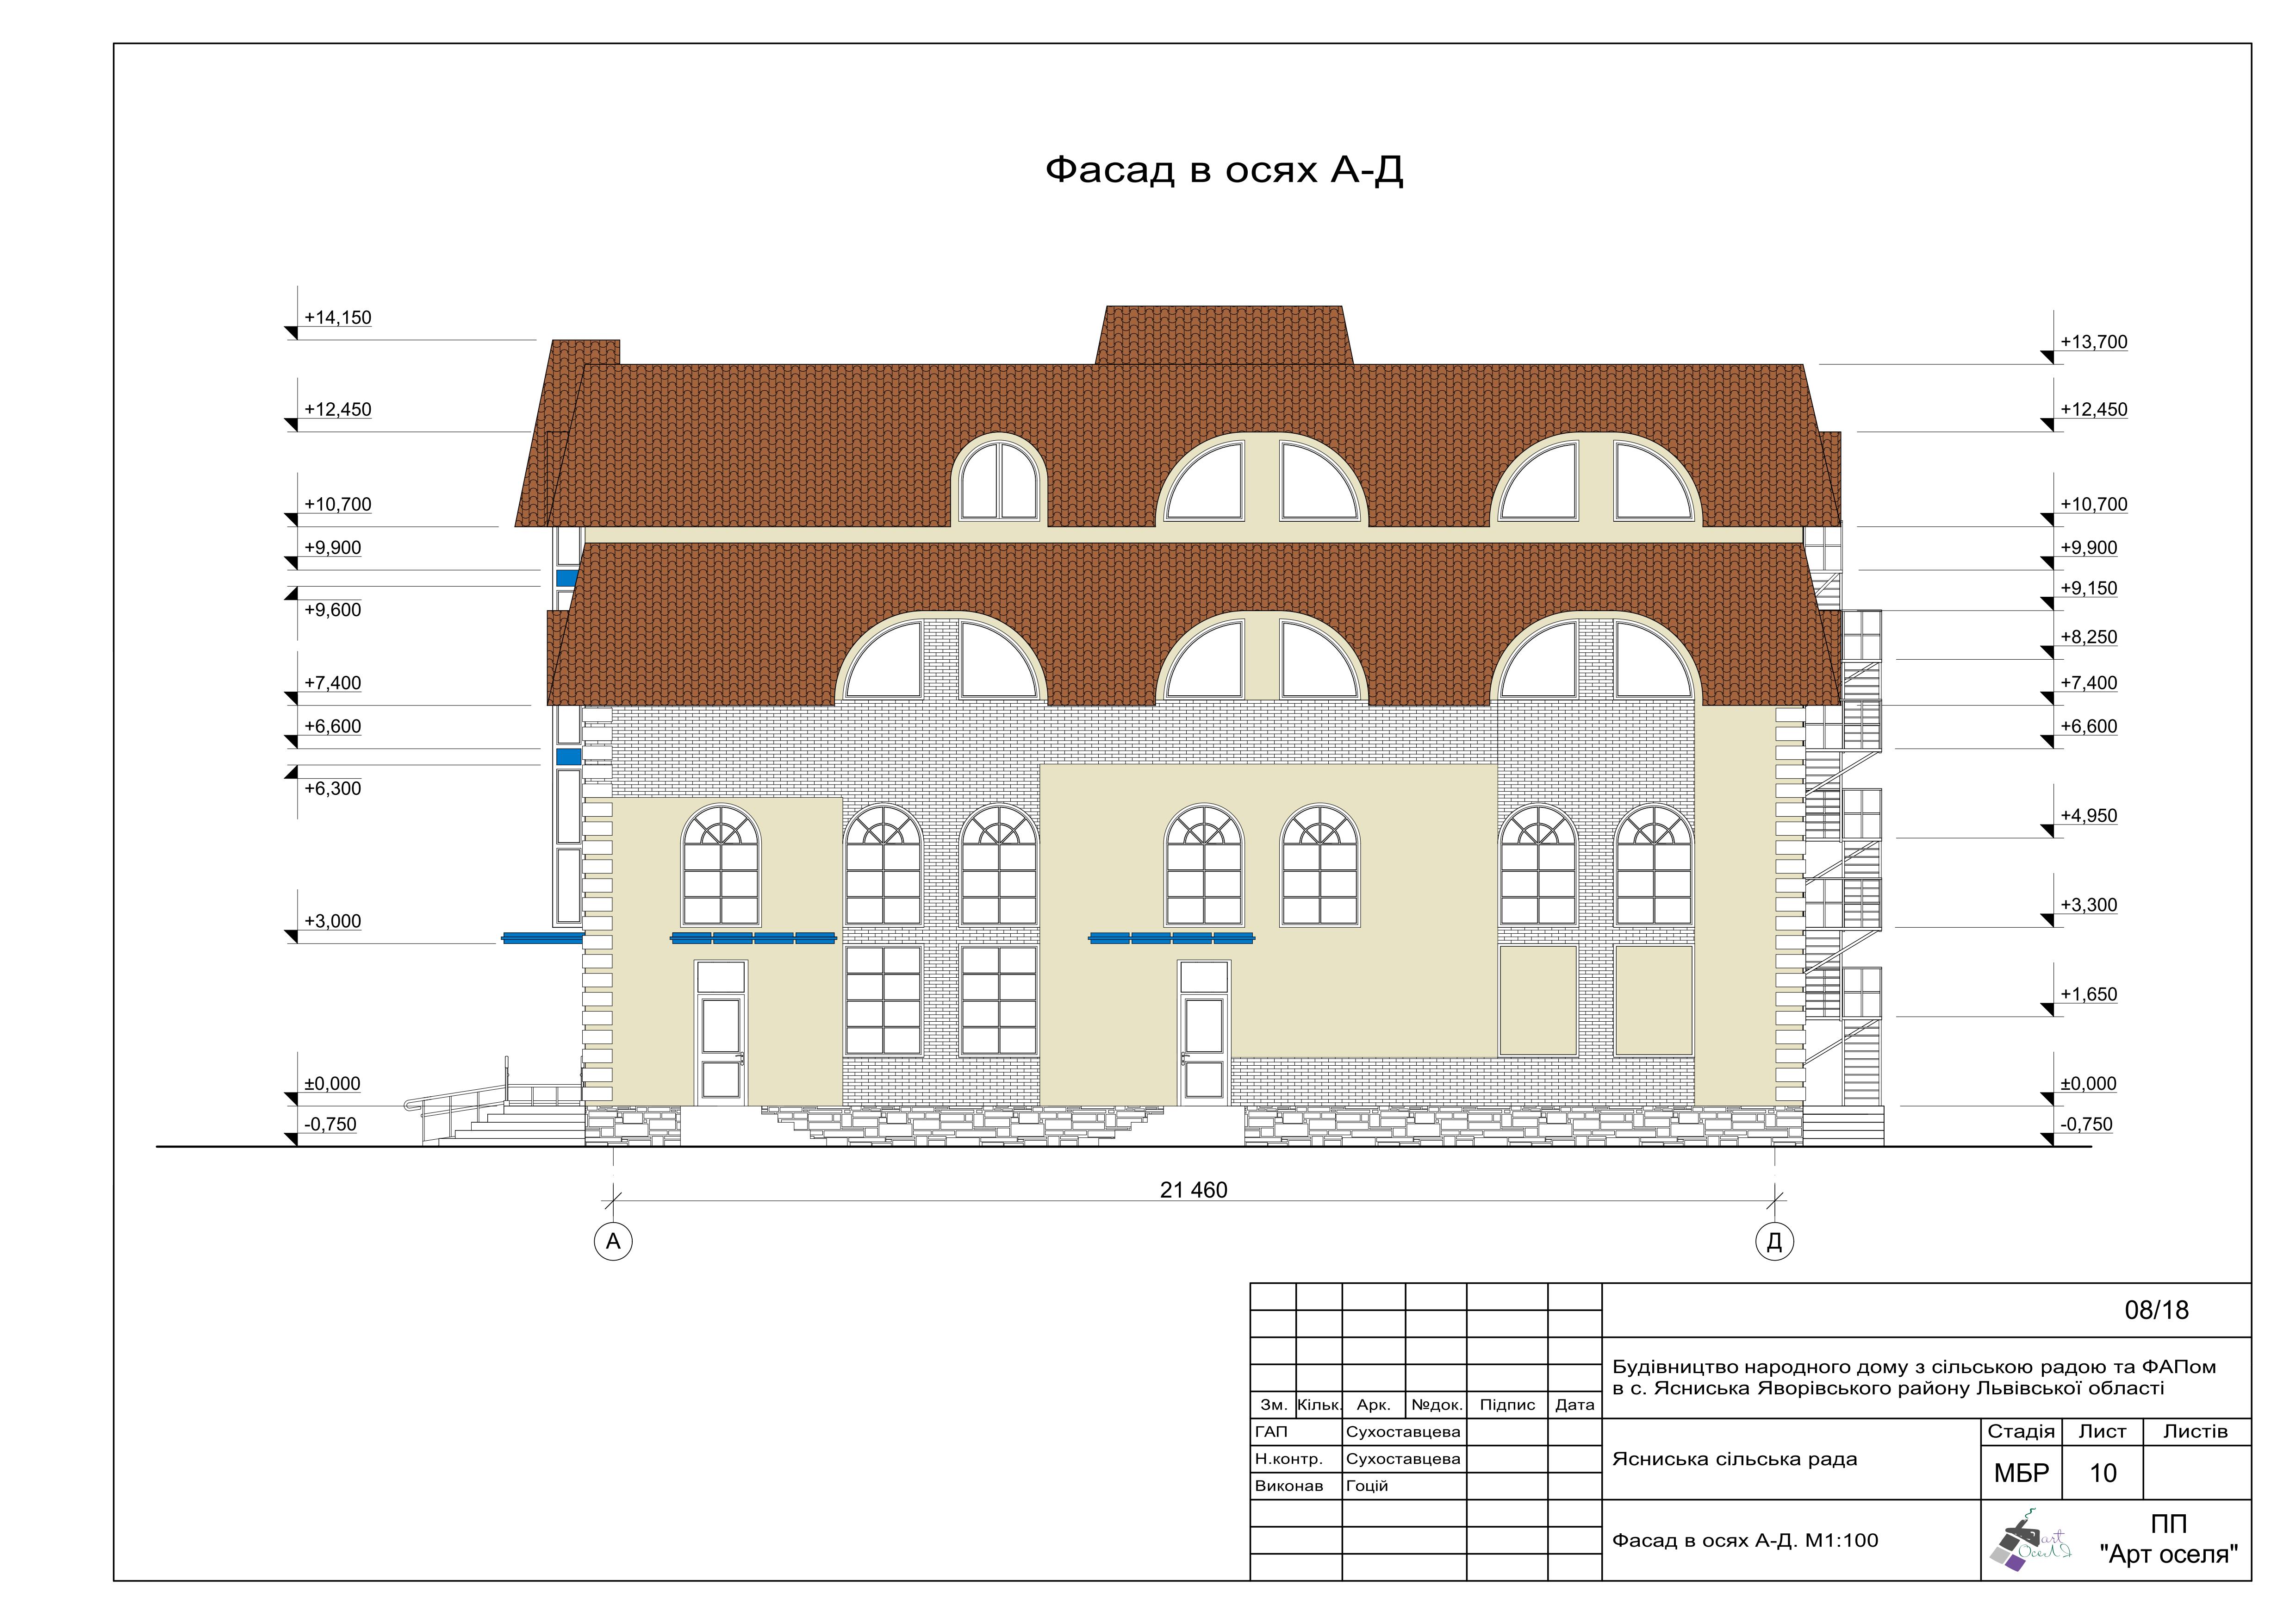 Фасад в осях А-Д
+14,150
+12,450
+10,700
+9,900
+9,600
+7,400
+6,600
+6,300
+3,000
±0,000
-0,750
+13,700
+12,450
+10,700
+9,900
+9,150
+8,250
+7,400
+6,600
+4,950
+3,300
+1,650
±0,000
-0,750
21 460
А
Д
08/18
Будівництво народного дому з сільською радою та ФАПом
в с. Ясниська Яворівського району Львівської області
Зм. Кільк. Арк. №док. Підпис Дата
ГАП Сухоставцева
Н.контр. Сухоставцева
Виконав Гоцій
Ясниська сільська рада
Стадія Лист Листів
МБР 10
Фасад в осях А-Д. М1:100
art
Оселя
ПП
"Арт оселя"